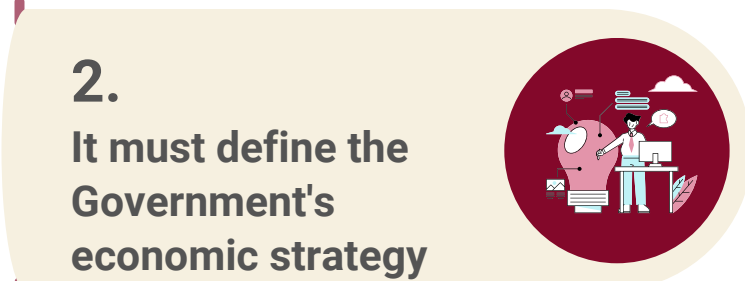 2.
It must define the
Government's
economic strategy